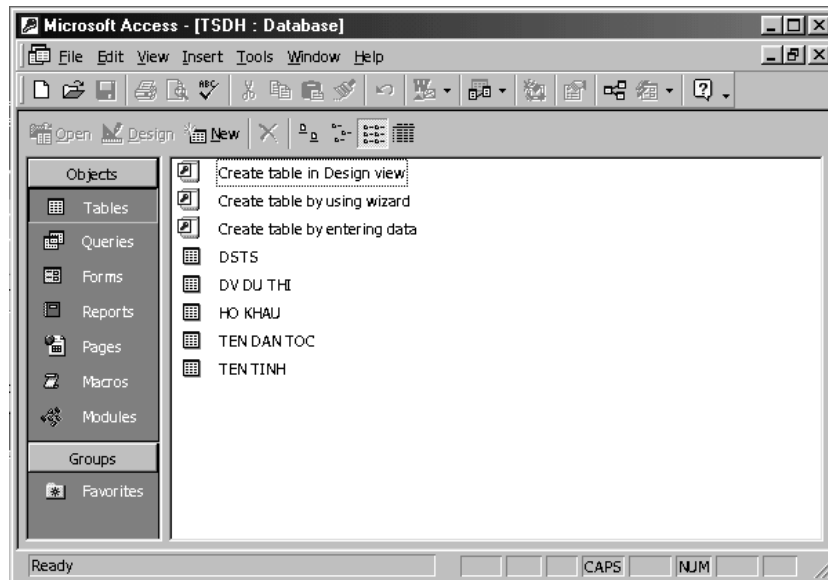 Microsoft Access - [TSDH : Database]
File Edit View Insert Tools Window Help
ABC
Open Design New
Objects
Tables
Queries
Forms
Reports
Pages
Macros
Modules
Groups
Favorites
Create table in Design view
Create table by using wizard
Create table by entering data
DSTS
DV DU THI
HO KHAU
TEN DAN TOC
TEN TINH
Ready CAPS NUM